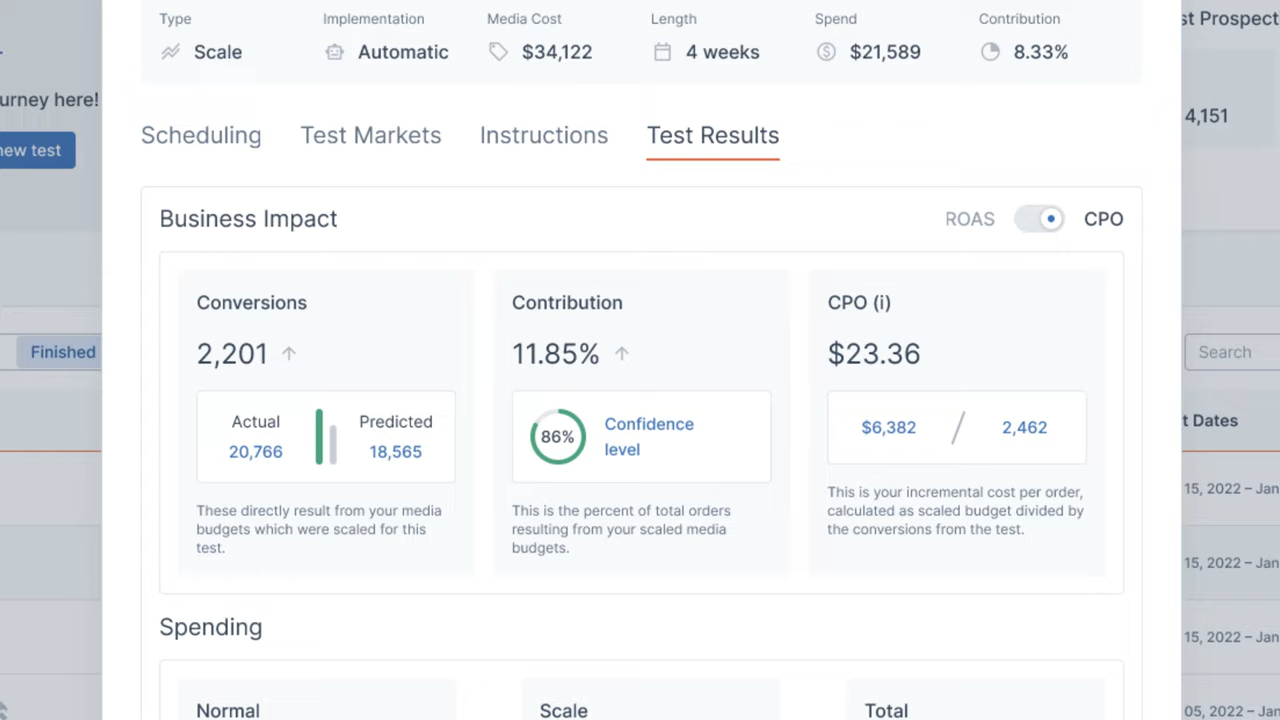 Type Implementation Media Cost Length Spend Contribution
Scale Automatic $34,122 4 weeks $21,589 8.33%
st Prospect
urney here!
new test
4,151
Scheduling Test Markets Instructions Test Results
Business Impact
ROAS CPO
Conversions
2,201
Actual Predicted
20,766 18,565
These directly result from your media
budgets which were scaled for this
test.
Contribution
11.85%
86%
Confidence
level
This is the percent of total orders
resulting from your scaled media
budgets.
CPO (i)
$23.36
$6,382 / 2,462
This is your incremental cost per order,
calculated as scaled budget divided by
the conversions from the test.
Finished
Search
t Dates
15, 2022 – Jan
15, 2022 – Jan
15, 2022 – Jan
05, 2022 – Jan
Spending
Normal Scale Total